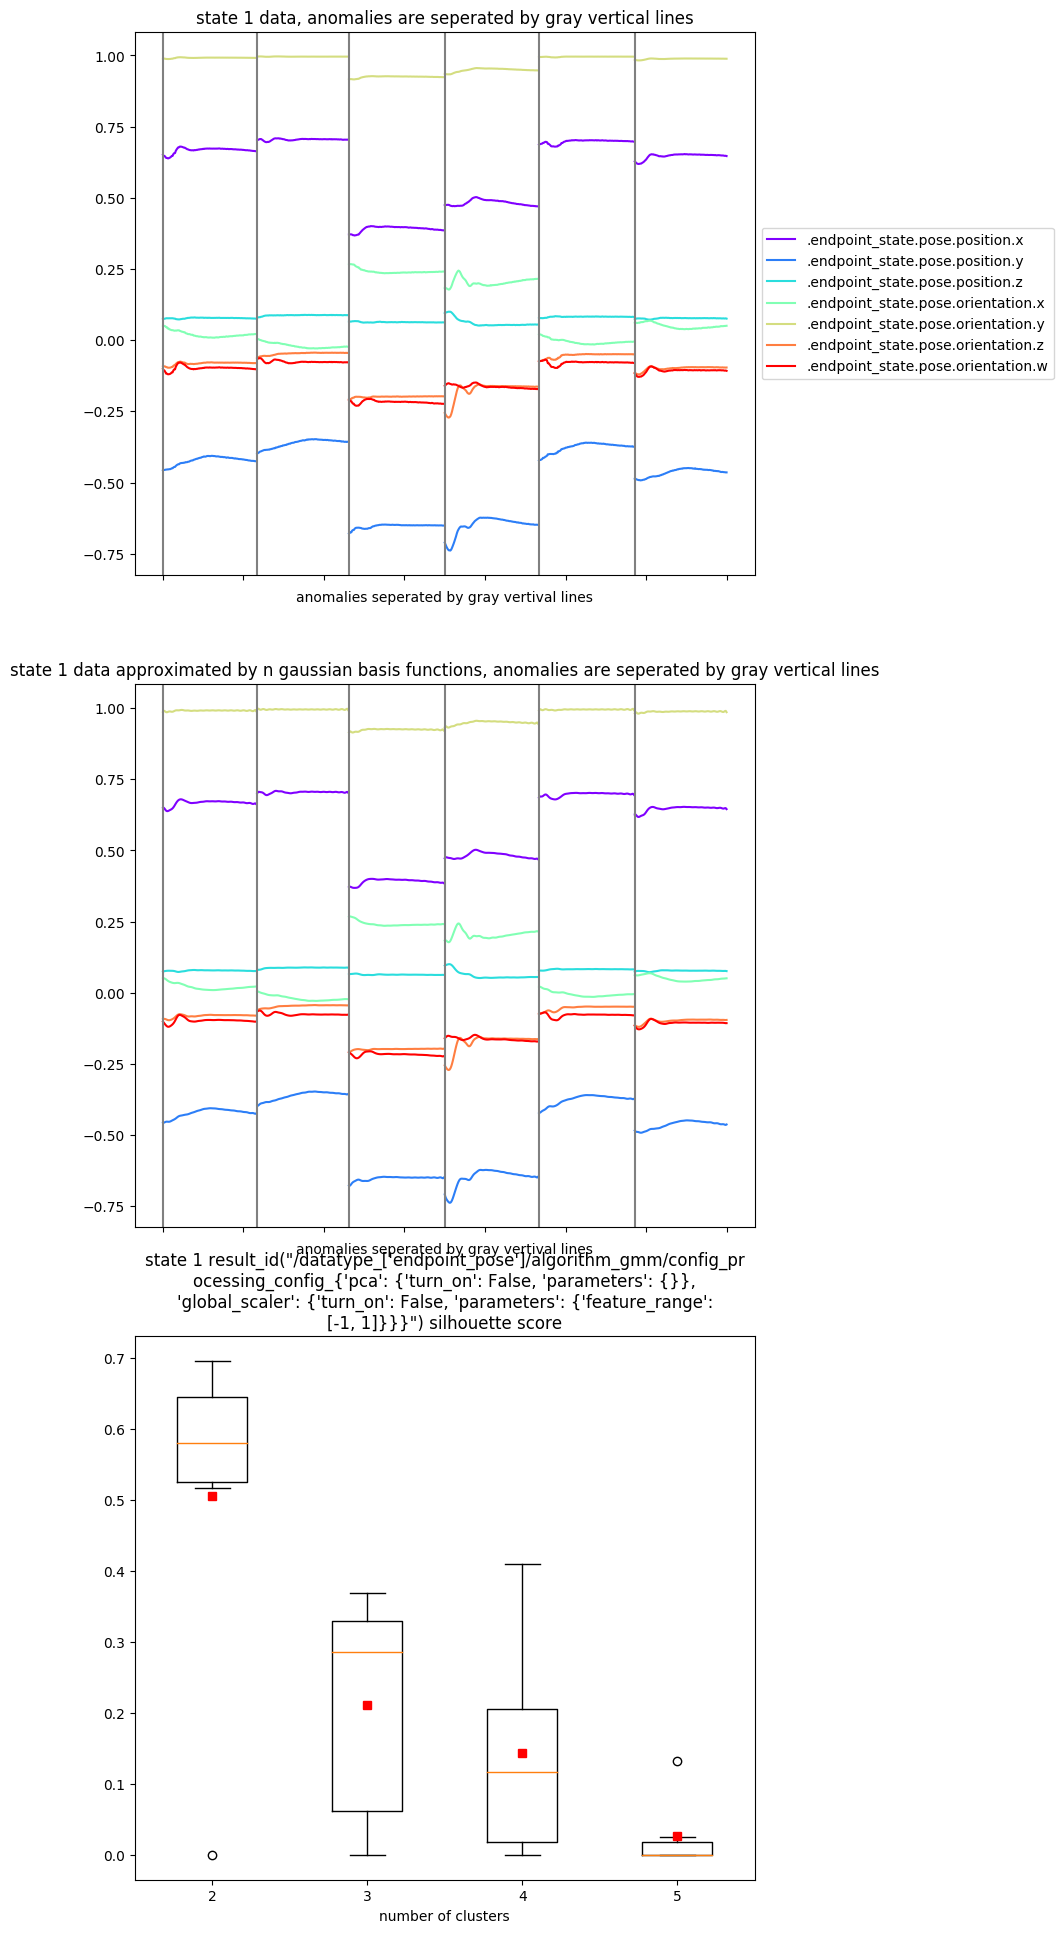 state 1 data, anomalies are seperated by gray vertical lines
1.00
0.75
0.50
0.25
0.00
−0.25
−0.50
−0.75
.endpoint_state.pose.position.x
.endpoint_state.pose.position.y
.endpoint_state.pose.position.z
.endpoint_state.pose.orientation.x
.endpoint_state.pose.orientation.y
.endpoint_state.pose.orientation.z
.endpoint_state.pose.orientation.w
anomalies seperated by gray vertival lines
state 1 data approximated by n gaussian basis functions, anomalies are seperated by gray vertical lines
1.00
0.75
0.50
0.25
0.00
−0.25
−0.50
−0.75
anomalies seperated by gray vertival lines
state 1 result_id("/datatype_['endpoint_pose']/algorithm_gmm/config_pr
ocessing_config_{'pca': {'turn_on': False, 'parameters': {}},
'global_scaler': {'turn_on': False, 'parameters': {'feature_range':
[-1, 1]}}}") silhouette score
0.7
0.6
0.5
0.4
0.3
0.2
0.1
0.0
2 3 4 5
number of clusters